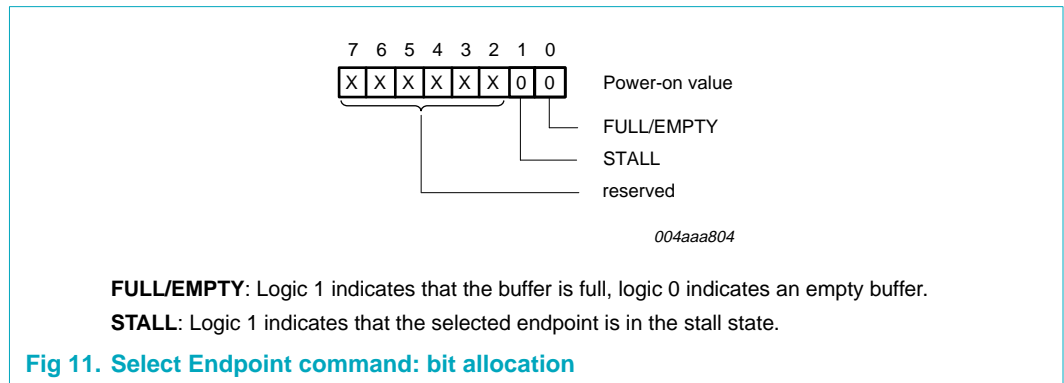 7 6 5 4 3 2 1 0
X X X X X X 0 0 Power-on value
FULL/EMPTY
STALL
reserved
004aaa804
FULL/EMPTY: Logic 1 indicates that the buffer is full, logic 0 indicates an empty buffer.
STALL: Logic 1 indicates that the selected endpoint is in the stall state.
Fig 11. Select Endpoint command: bit allocation